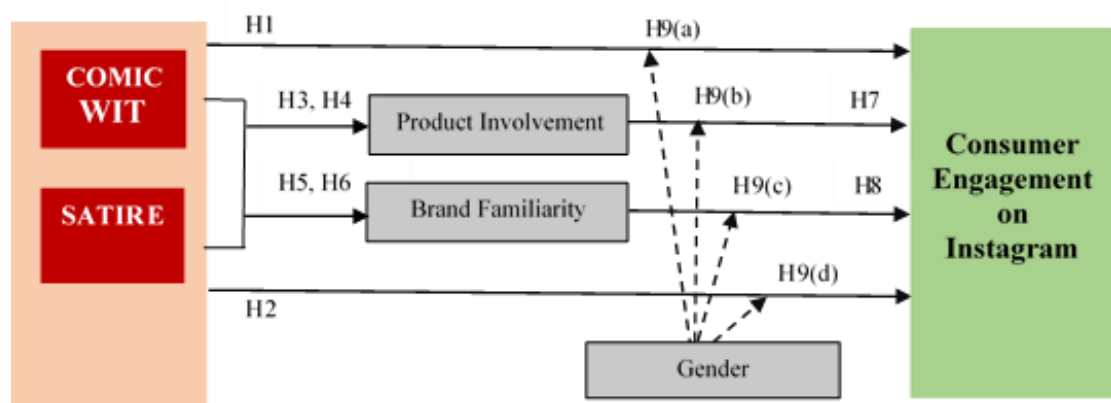 H1
H9(a)
COMIC
WIT
H3, H4
Product Involvement
H9(b)
H7
H5, H6
SATIRE
Brand Familiarity
H9(c)
H8
Consumer
Engagement
on
Instagram
H9(d)
H2
Gender